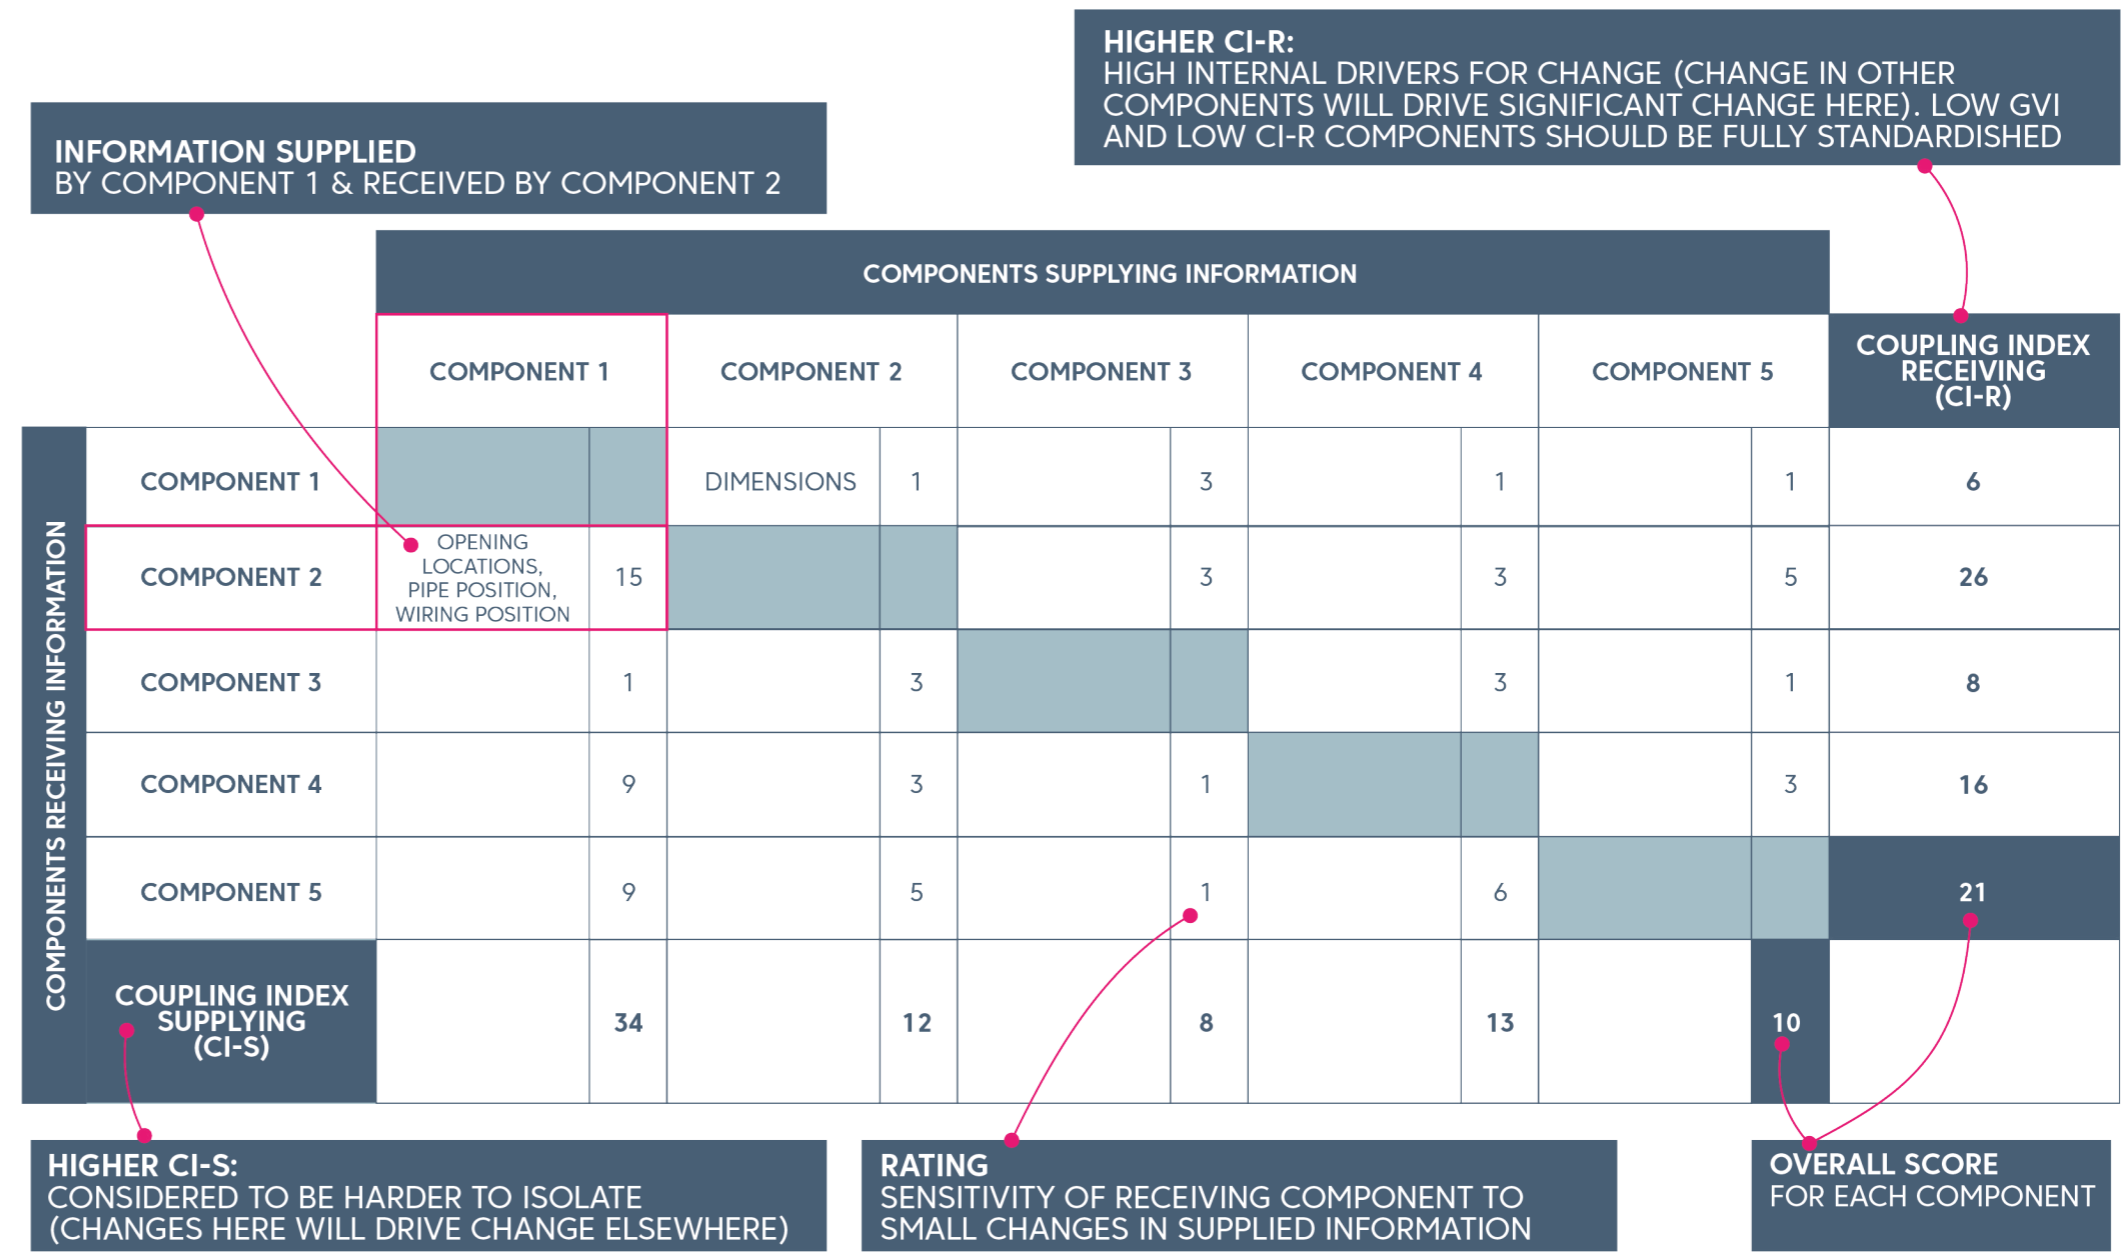 HIGHER CI-R:
HIGH INTERNAL DRIVERS FOR CHANGE (CHANGE IN OTHER
COMPONENTS WILL DRIVE SIGNIFICANT CHANGE HERE). LOW GVI
AND LOW CI-R COMPONENTS SHOULD BE FULLY STANDARDISHED
INFORMATION SUPPLIED
BY COMPONENT 1 & RECEIVED BY COMPONENT 2
COMPONENTS SUPPLYING INFORMATION
COMPONENT 1
COMPONENT 2
COMPONENT 3
COMPONENT 4
COMPONENT 5
COUPLING INDEX
RECEIVING
(CI-R)
COMPONENTS RECEIVING INFORMATION
COMPONENT 1
DIMENSIONS
1
3
1
1
6
COMPONENT 2
OPENING
LOCATIONS,
PIPE POSITION,
WIRING POSITION
15
3
3
5
26
COMPONENT 3
1
3
3
1
8
COMPONENT 4
9
3
1
3
16
COMPONENT 5
9
5
1
6
21
COUPLING INDEX
SUPPLYING
(CI-S)
34
12
8
13
10
HIGHER CI-S:
CONSIDERED TO BE HARDER TO ISOLATE
(CHANGES HERE WILL DRIVE CHANGE ELSEWHERE)
RATING
SENSITIVITY OF RECEIVING COMPONENT TO
SMALL CHANGES IN SUPPLIED INFORMATION
OVERALL SCORE
FOR EACH COMPONENT